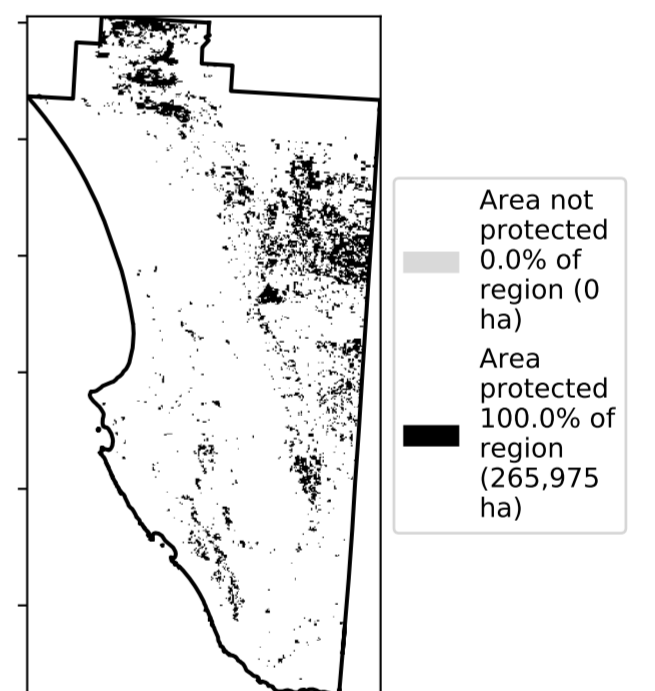 Area not
protected
0.0% of
region (0
ha)
Area
protected
100.0% of
region
(265,975
ha)